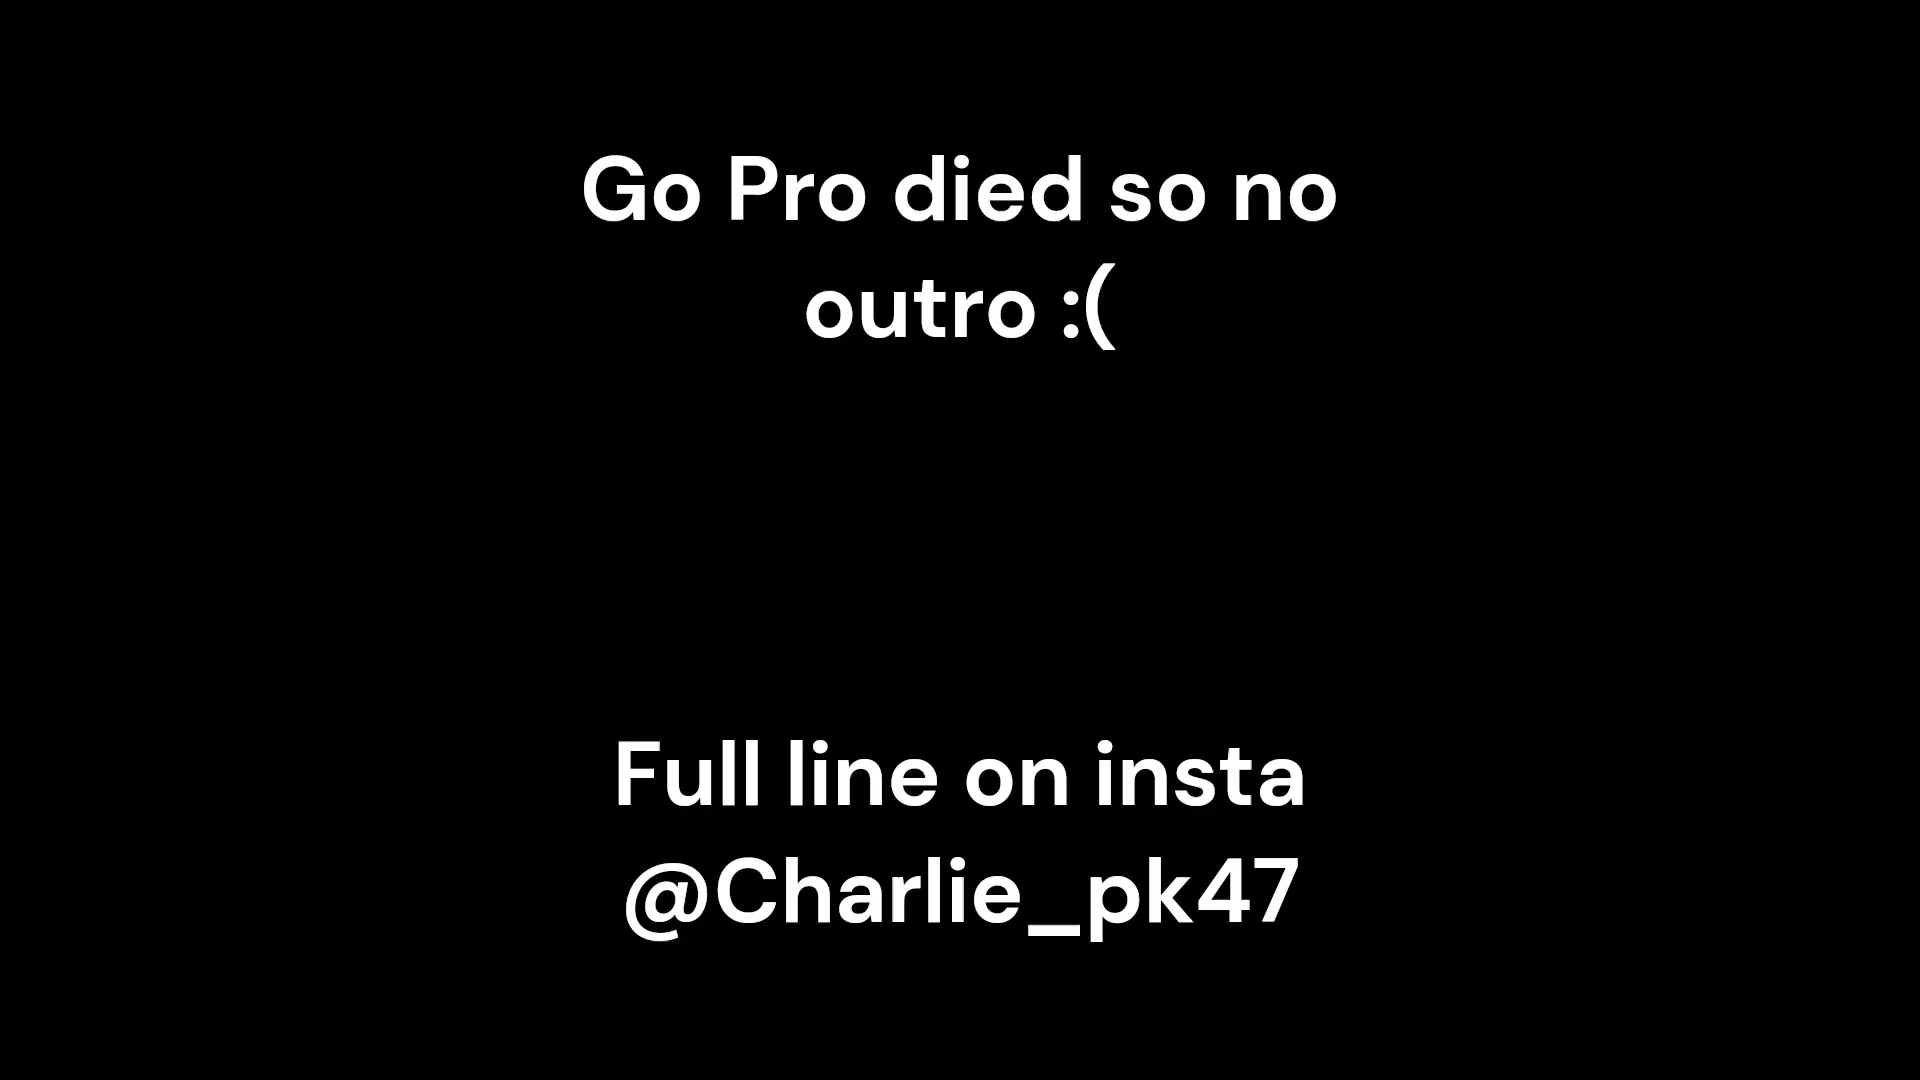 Go Pro died so no
outro :(
Full line on insta
@Charlie_pk47